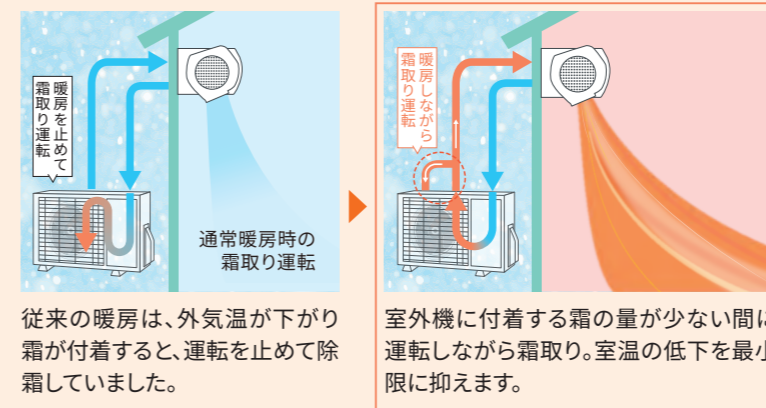 暖房を止めて
霜取り運転
通常暖房時の
霜取り運転
従来の暖房は、外気温が下がり
霜が付着すると、運転を止めて除
霜していました。
暖房しながら
霜取り運転
室外機に付着する霜の量が少ない間に
運転しながら霜取り。室温の低下を最小
限に抑えます。